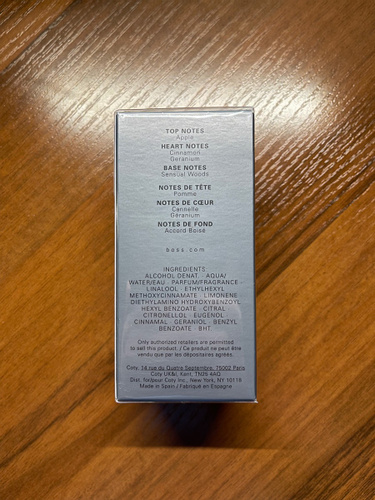 TOP NOTES
Apple
HEART NOTES
Cinnamon
Geranium
BASE NOTES
Sensual Woods
NOTES DE TÊTE
Pomme
NOTES DE CŒUR
Cannelle
Géranium
NOTES DE FOND
Accord Boisé
boss.com
INGREDIENTS
ALCOHOL DENAT. · AQUA/
WATER/EAU · PARFUM/FRAGRANCE ·
LINALOOL · ETHYLHEXYL
METHOXYCINNAMATE · LIMONENE ·
DIETHYLAMINO HYDROXYBENZOYL
HEXYL BENZOATE · CITRAL ·
CITRONELLOL · EUGENOL ·
CINNAMAL · GERANIOL · BENZYL
BENZOATE · BHT.
Only authorized retailers are permitted
to sell this product. / Ce produit ne peut être
vendu que par les dépositaires agréés.
Coty, 14 rue du Quatre Septembre, 75002 Paris
Coty UK&I, Kent, TN25 4AQ
Dist. Na/pour Coty Inc., New York, NY 10118
Made in Spain / Fabriqué en Espagne